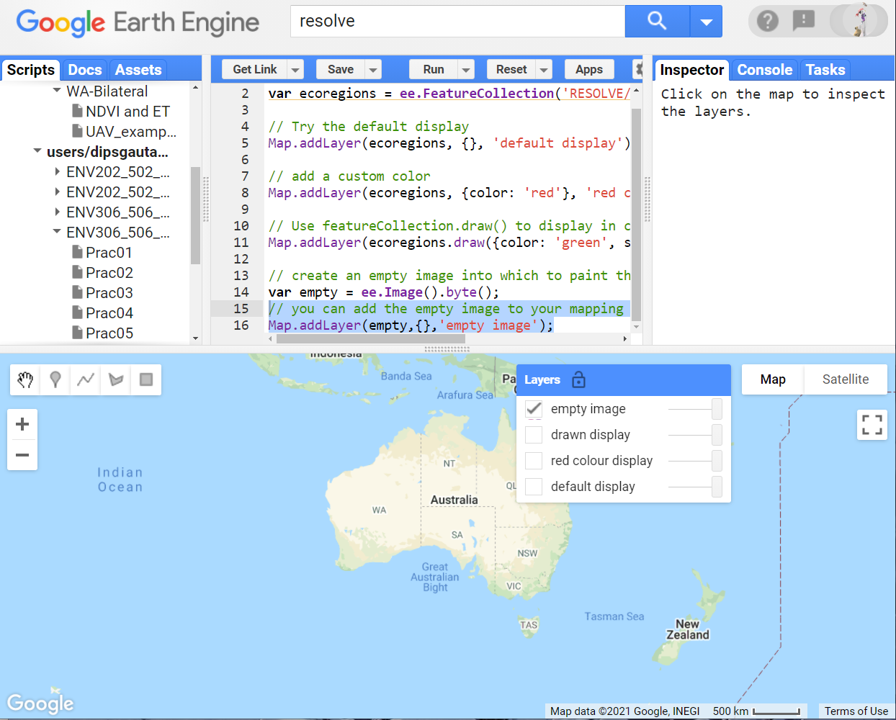 Google Earth Engine
resolve
Scripts Docs Assets
WA-Bilateral
NDVI and ET
UAV_examp...
users/dipsgauta...
ENV202_502_...
ENV202_502_...
ENV306_506_...
ENV306_506_...
Prac01
Prac02
Prac03
Prac04
Prac05
Get Link Save Run Reset Apps
2 var ecoregions = ee.FeatureCollection('RESOLVE/
3
4 // Try the default display
5 Map.addLayer(ecoregions, {}, 'default display')
6
7 // add a custom color
8 Map.addLayer(ecoregions, {color: 'red'}, 'red c
9
10 // Use featureCollection.draw() to display in c
11 Map.addLayer(ecoregions.draw({color: 'green', s
12
13 // create an empty image into which to paint th
14 var empty = ee.Image().byte();
15 // you can add the empty image to your mapping
16 Map.addLayer(empty,{},'empty image');
Inspector Console Tasks
Click on the map to inspect
the layers.
Indonesia
Banda Sea
Pa
Arafura Sea
Layers
empty image
drawn display
red colour display
default display
Map Satellite
Indian
Ocean
NT
QL
Australia
WA
SA
NSW
Great
Australian
Bight
VIC
TAS
Tasman Sea
New
Zealand
Google
Map data ©2021 Google, INEGI 500 km Terms of Use